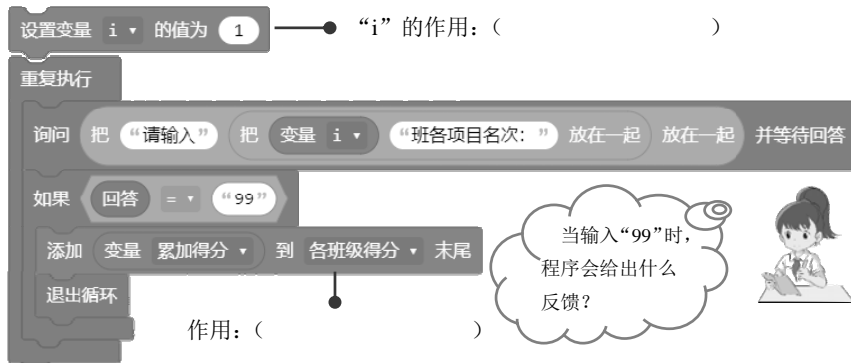 设置变量 i 的值为 1 “i”的作用:( )
重复执行
询问 把 “请输入” 把 变量 i “班各项目名次:” 放在一起 放在一起 并等待回答
如果 回答 = “99”
添加 变量 累加得分 到 各班级得分 末尾
退出循环
作用:( )
当输入“99”时,
程序会给出什么
反馈?